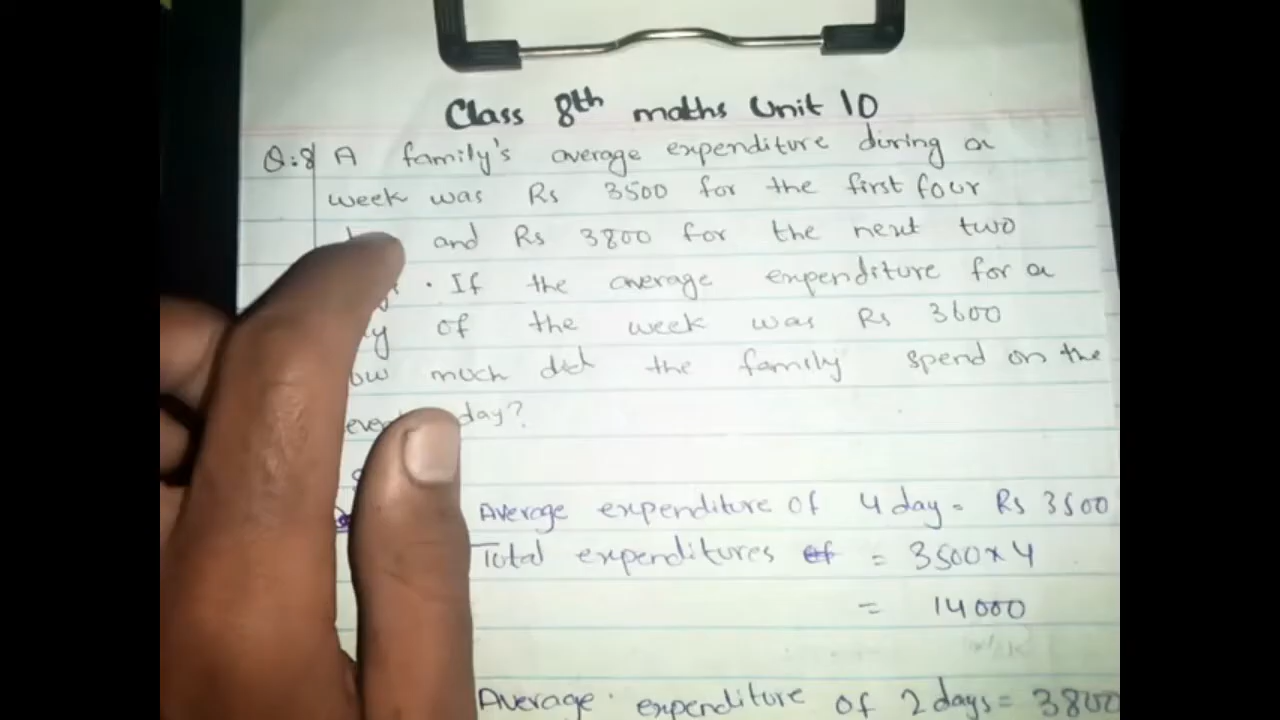 Class 8th maths Unit 10
Q:8 A family's average expenditure during a
week was Rs 3500 for the first four
and Rs 3800 for the next two
. If the average expenditure for a
of the week was Rs 3600
much did the family spend on the
day?
Average expenditure of 4 day = Rs 3500
Total expenditures of = 3500×4
= 14000
Average expenditure of 2 days = 3800